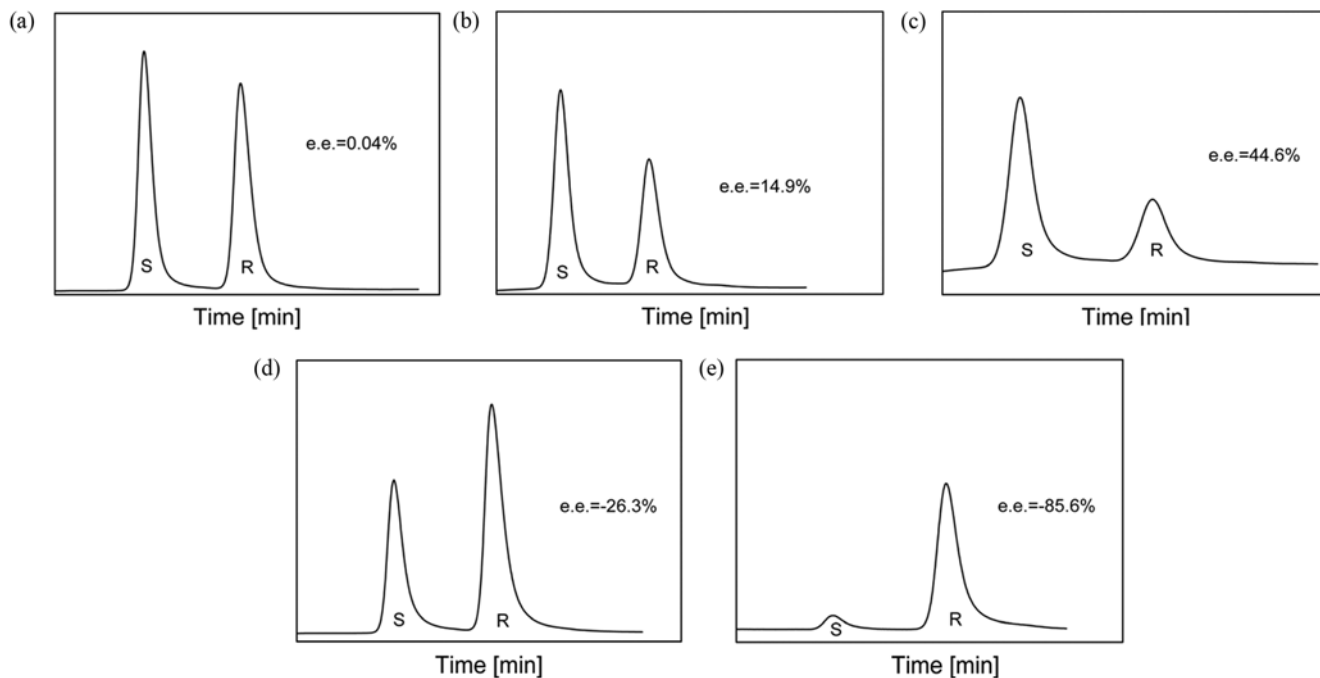 (a)
S
R
e.e.=0.04%
Time [min]
(b)
S
R
e.e.=14.9%
Time [min]
(c)
S
R
e.e.=44.6%
Time [min]
(d)
S
R
e.e.=-26.3%
Time [min]
(e)
S
R
e.e.=-85.6%
Time [min]